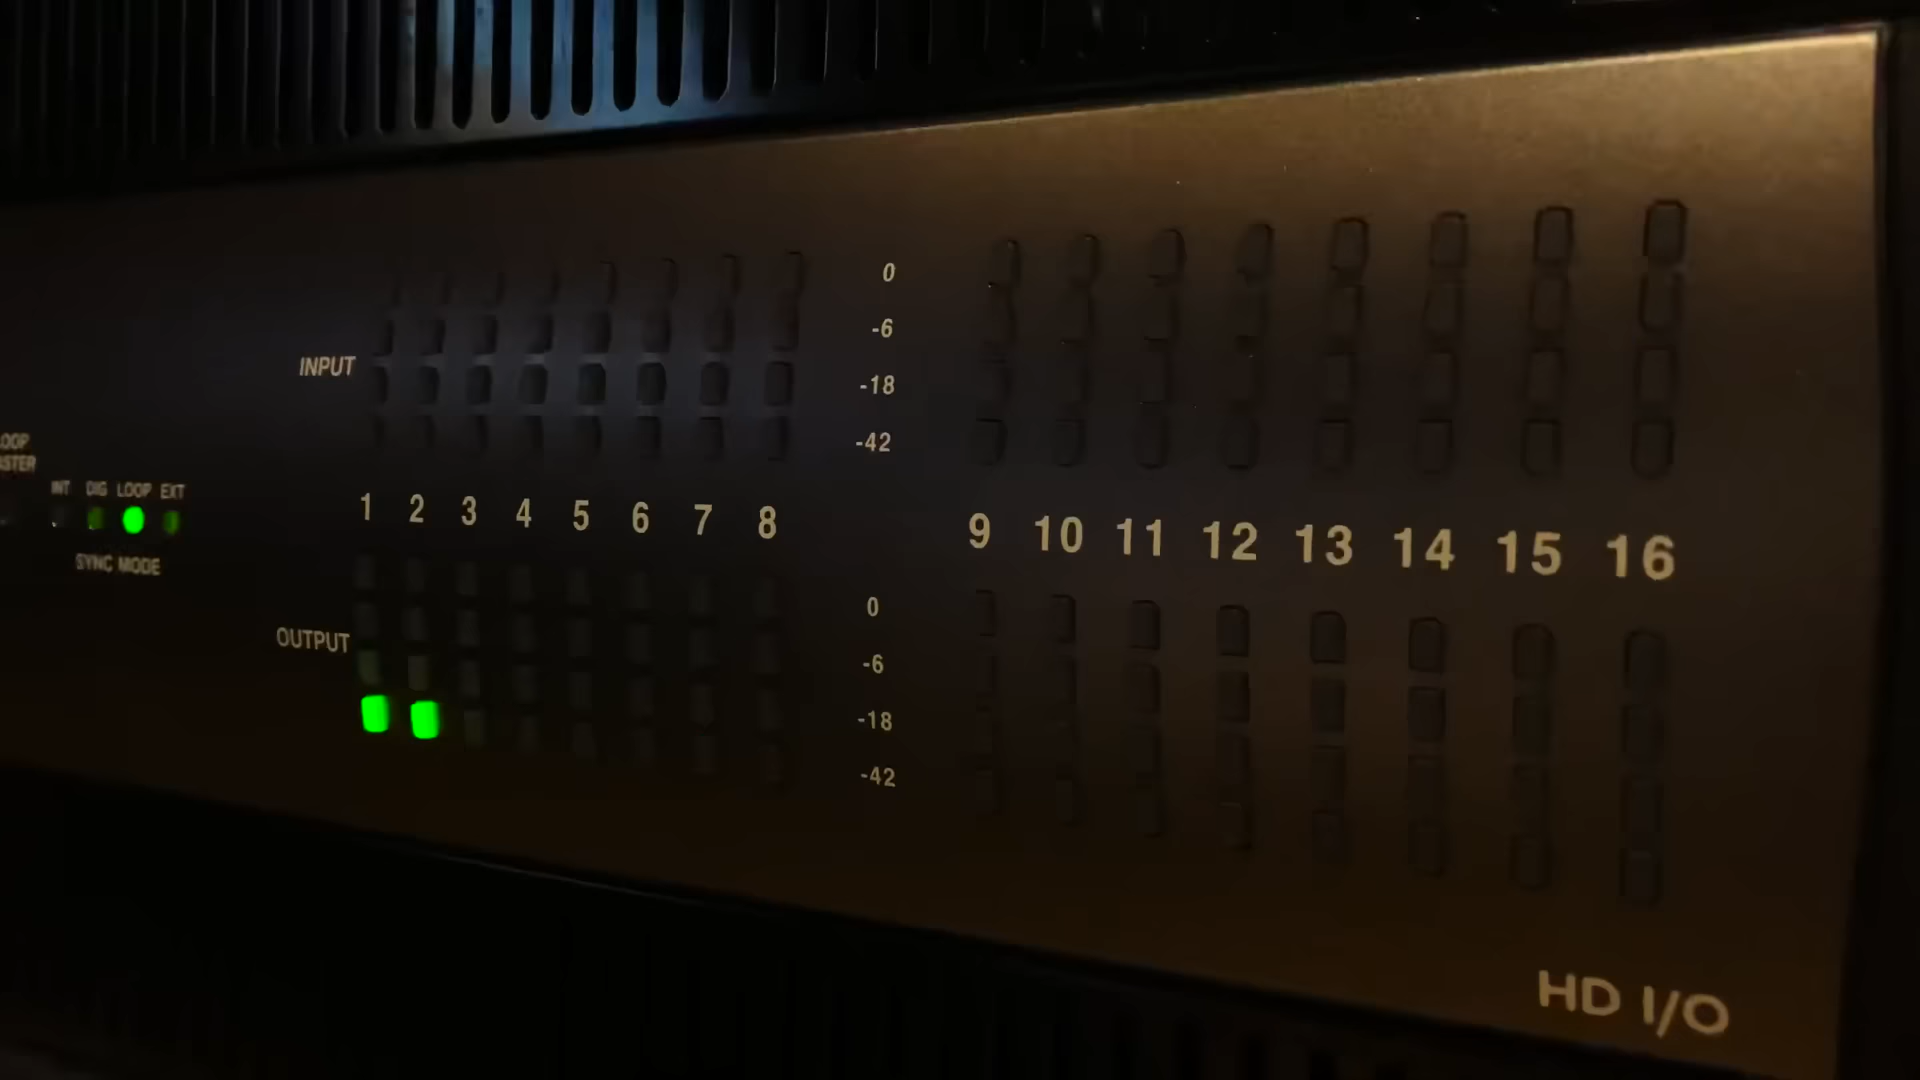 0
-6
INPUT
-18
-42
LOOP
INT DIG LOOP EXT
1 2 3 4 5 6 7 8 9 10 11 12 13 14 15 16
SYNC MODE
0
OUTPUT
-6
-18
-42
HD I/O